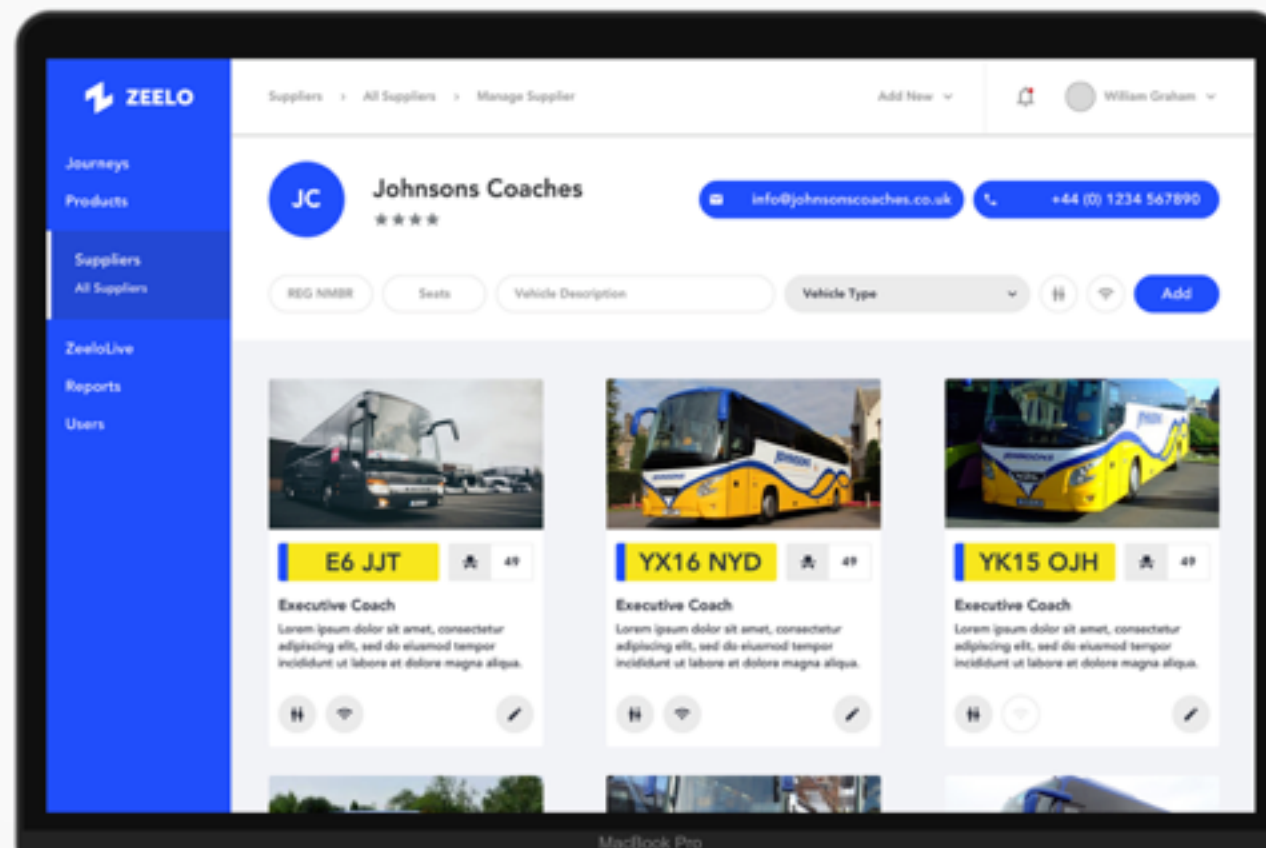 ZEELO
Suppliers › All Suppliers › Manage Supplier
Add New
William Graham
Journeys
Products
Suppliers
All Suppliers
ZeeloLive
Reports
Users
JC
Johnsons Coaches
★★★★
info@johnsonscoaches.co.uk
+44 (0) 1234 567890
REG NMBR
Seats
Vehicle Description
Vehicle Type
Add
JOHNSONS
JOHNSONS
JOHNSONS
JOHNSONS
E6 JJT
49
Executive Coach
Lorem ipsum dolor sit amet, consectetur
adipiscing elit, sed do eiusmod tempor
incididunt ut labore et dolore magna aliqua.
YX16 NYD
49
Executive Coach
Lorem ipsum dolor sit amet, consectetur
adipiscing elit, sed do eiusmod tempor
incididunt ut labore et dolore magna aliqua.
YK15 OJH
49
Executive Coach
Lorem ipsum dolor sit amet, consectetur
adipiscing elit, sed do eiusmod tempor
incididunt ut labore et dolore magna aliqua.
MacBook Pro